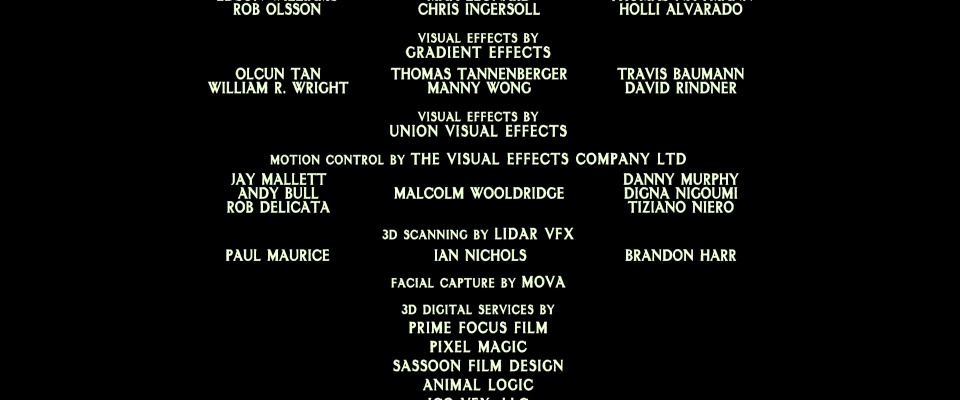 ROB OLSSON CHRIS INGERSOLL HOLLI ALVARADO
VISUAL EFFECTS BY
GRADIENT EFFECTS
OLCUN TAN THOMAS TANNENBERGER TRAVIS BAUMANN
WILLIAM R. WRIGHT MANNY WONG DAVID RINDNER
VISUAL EFFECTS BY
UNION VISUAL EFFECTS
MOTION CONTROL BY THE VISUAL EFFECTS COMPANY LTD
JAY MALLETT DANNY MURPHY
ANDY BULL MALCOLM WOOLDRIDGE DIGNA NIGOUMI
ROB DELICATA TIZIANO NIERO
3D SCANNING BY LIDAR VFX
PAUL MAURICE IAN NICHOLS BRANDON HARR
FACIAL CAPTURE BY MOVA
3D DIGITAL SERVICES BY
PRIME FOCUS FILM
PIXEL MAGIC
SASSOON FILM DESIGN
ANIMAL LOGIC